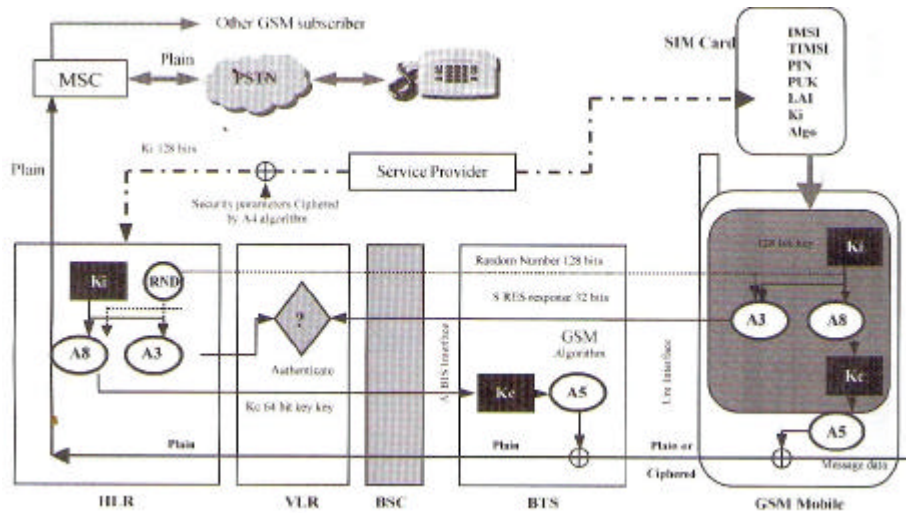 Other GSM subscriber
MSC
Plain
PSTN
SIM Card
IMSI
TIMSI
PIN
PUK
LAI
Ki
Algo
Plain
Ki 128 bits
Service Provider
Security parameters Ciphered
by A4 algorithm
128 bit key
Ki
RND
Random Number 128 bits
Ki
S RES response 32 bits
A8
A3
?
Authenticate
A BIS Interface
GSM
Algorithm
Interface
A3
A8
Kc
Kc 64 bit key key
Kc
A5
A5
Plain
Plain
Plain or
Ciphered
Message data
HLR
VLR
BSC
BTS
GSM Mobile